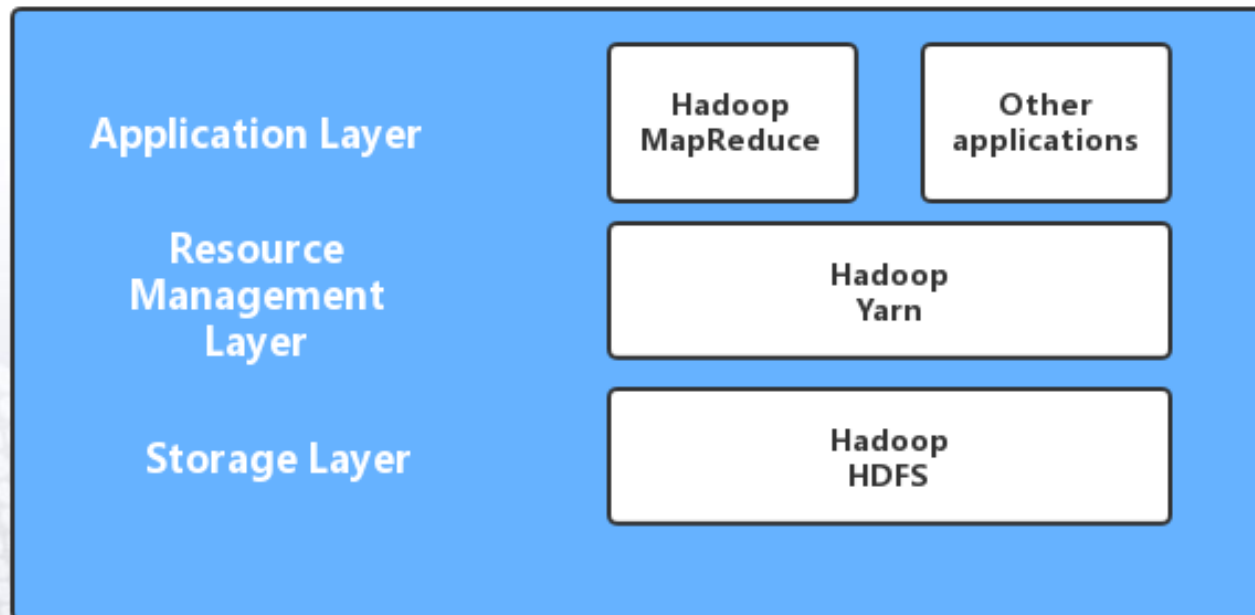 Application Layer
Hadoop
MapReduce
Other
applications
Resource
Management
Layer
Hadoop
Yarn
Storage Layer
Hadoop
HDFS